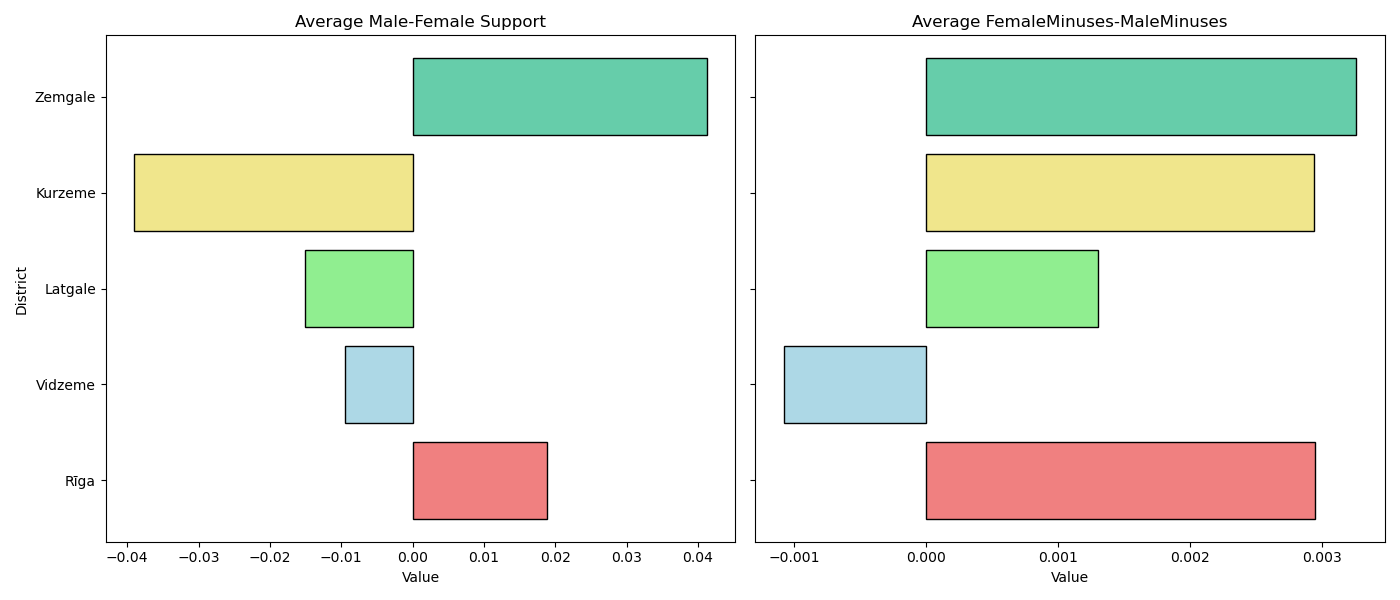 Average Male-Female Support
Average FemaleMinuses-MaleMinuses
District
Zemgale
Kurzeme
Latgale
Vidzeme
Rīga
−0.04 −0.03 −0.02 −0.01 0.00 0.01 0.02 0.03 0.04
Value
−0.001 0.000 0.001 0.002 0.003
Value